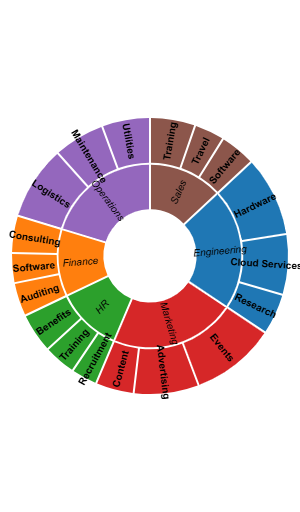 Sales
Training
Travel
Software
Engineering
Hardware
Cloud Services
Research
Marketing
Events
Advertising
Content
HR
Recruitment
Training
Benefits
Finance
Auditing
Software
Consulting
Operations
Logistics
Maintenance
Utilities